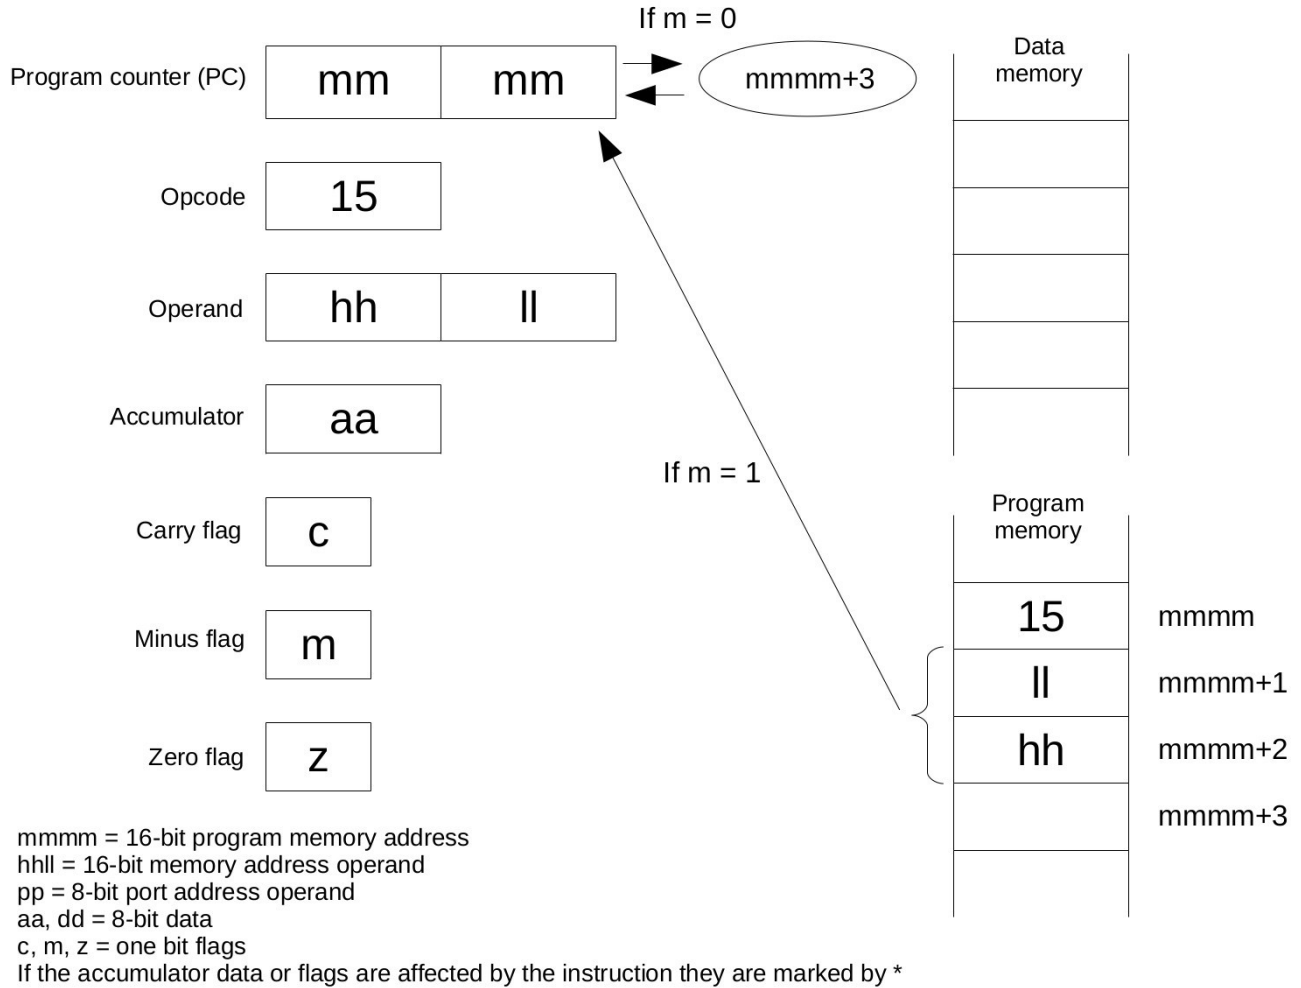 If m = 0
Program counter (PC) mm mm mmmm+3
Data
memory
Opcode 15
Operand hh ll
Accumulator aa
If m = 1
Carry flag c
Minus flag m
Zero flag z
Program
memory
15 mmmm
ll mmmm+1
hh mmmm+2
mmmm+3
mmmm = 16-bit program memory address
hhll = 16-bit memory address operand
pp = 8-bit port address operand
aa, dd = 8-bit data
c, m, z = one bit flags
If the accumulator data or flags are affected by the instruction they are marked by *